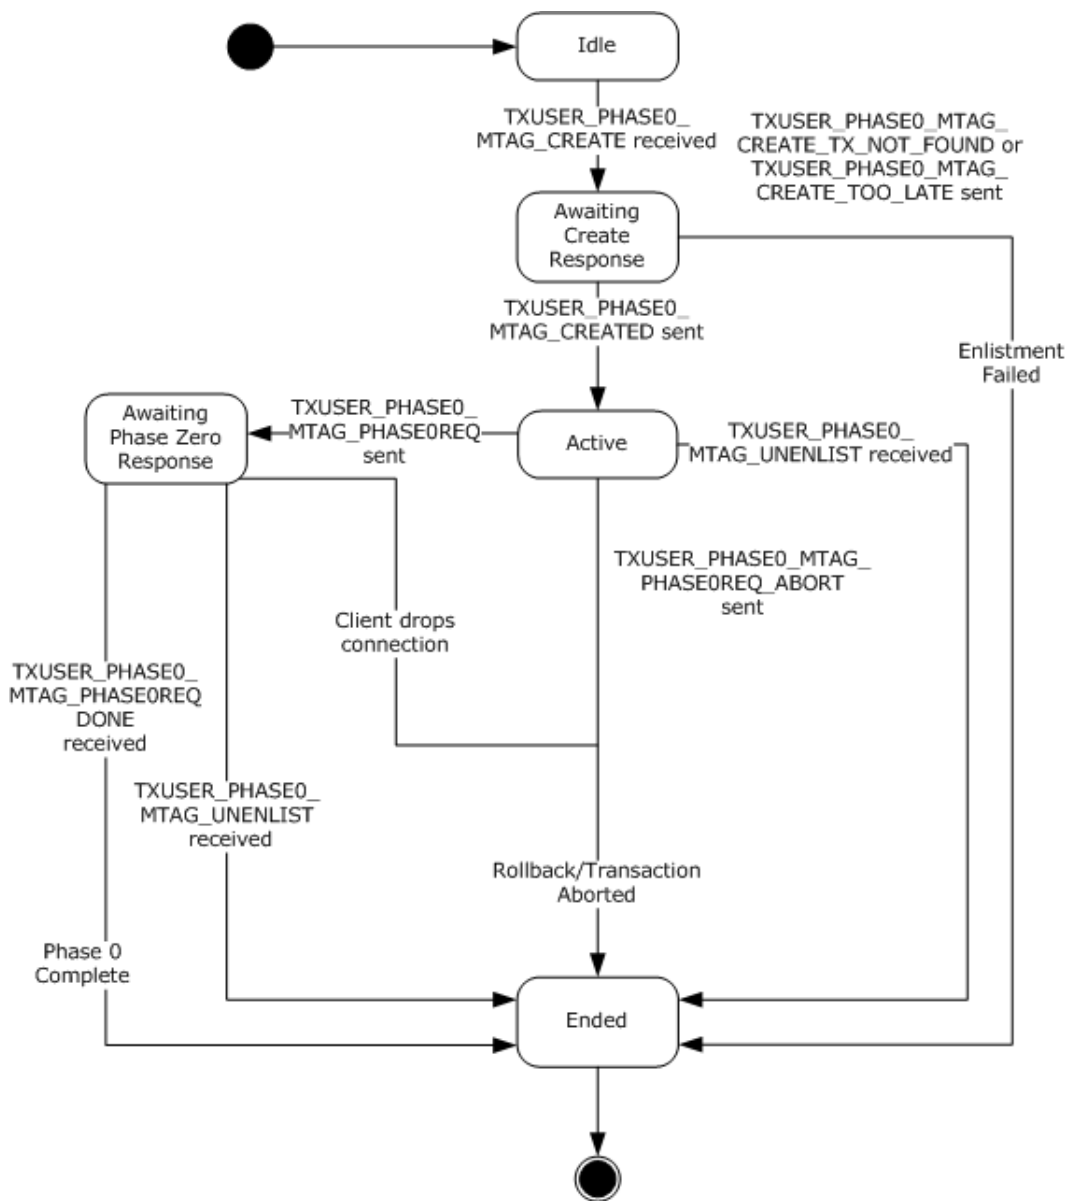 Idle
TXUSER_PHASE0_
MTAG_CREATE received
TXUSER_PHASE0_MTAG_
CREATE_TX_NOT_FOUND or
TXUSER_PHASE0_MTAG_
CREATE_TOO_LATE sent
Awaiting
Create
Response
TXUSER_PHASE0_
MTAG_CREATED sent
Enlistment
Failed
Awaiting
Phase Zero
Response
TXUSER_PHASE0_
MTAG_PHASE0REQ
sent
Active
TXUSER_PHASE0_
MTAG_UNENLIST received
TXUSER_PHASE0_MTAG_
PHASE0REQ_ABORT
sent
Client drops
connection
TXUSER_PHASE0_
MTAG_PHASE0REQ
DONE
received
TXUSER_PHASE0_
MTAG_UNENLIST
received
Rollback/Transaction
Aborted
Phase 0
Complete
Ended